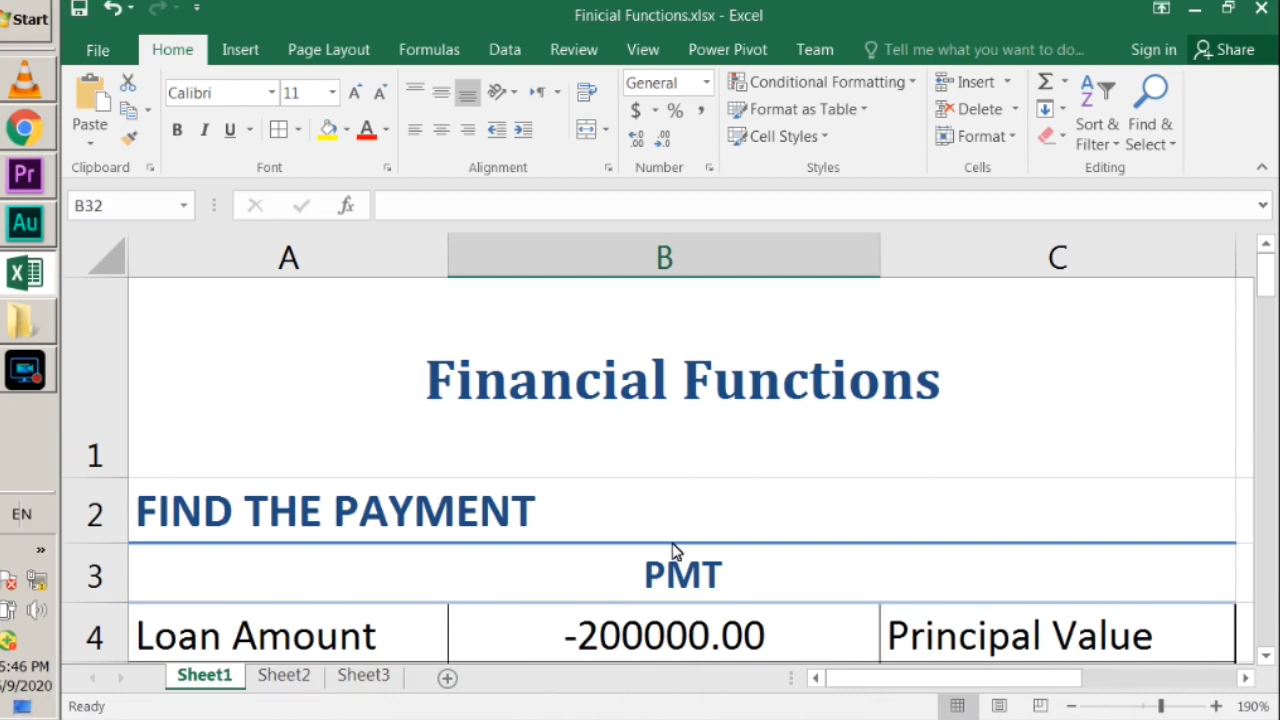 Start
Finicial Functions.xlsx - Excel
File Home Insert Page Layout Formulas Data Review View Power Pivot Team Tell me what you want to do... Sign in Share
Paste
Calibri 11
B I U A
General
$ % ,
Conditional Formatting
Format as Table
Cell Styles
Insert
Delete
Format
Sort & Filter
Find & Select
Clipboard Font Alignment Number Styles Cells Editing
B32 fx
A B C
1 Financial Functions
2 FIND THE PAYMENT
3 PMT
4 Loan Amount -200000.00 Principal Value
Sheet1 Sheet2 Sheet3
Ready
190%
Pr
Au
EN
5:46 PM
/9/2020